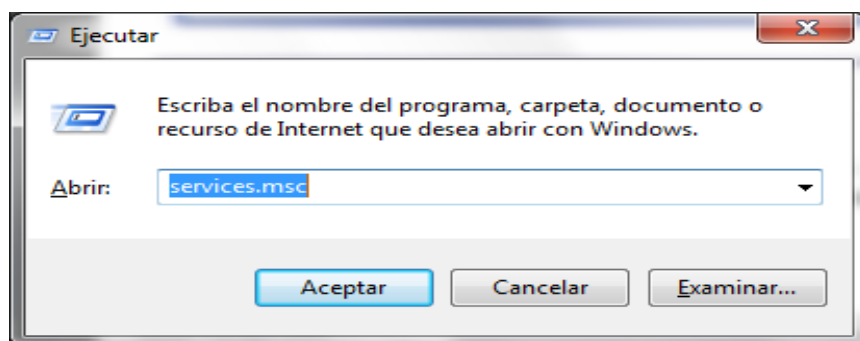 Ejecutar
Escriba el nombre del programa, carpeta, documento o
recurso de Internet que desea abrir con Windows.
Abrir: services.msc
Aceptar Cancelar Examinar...